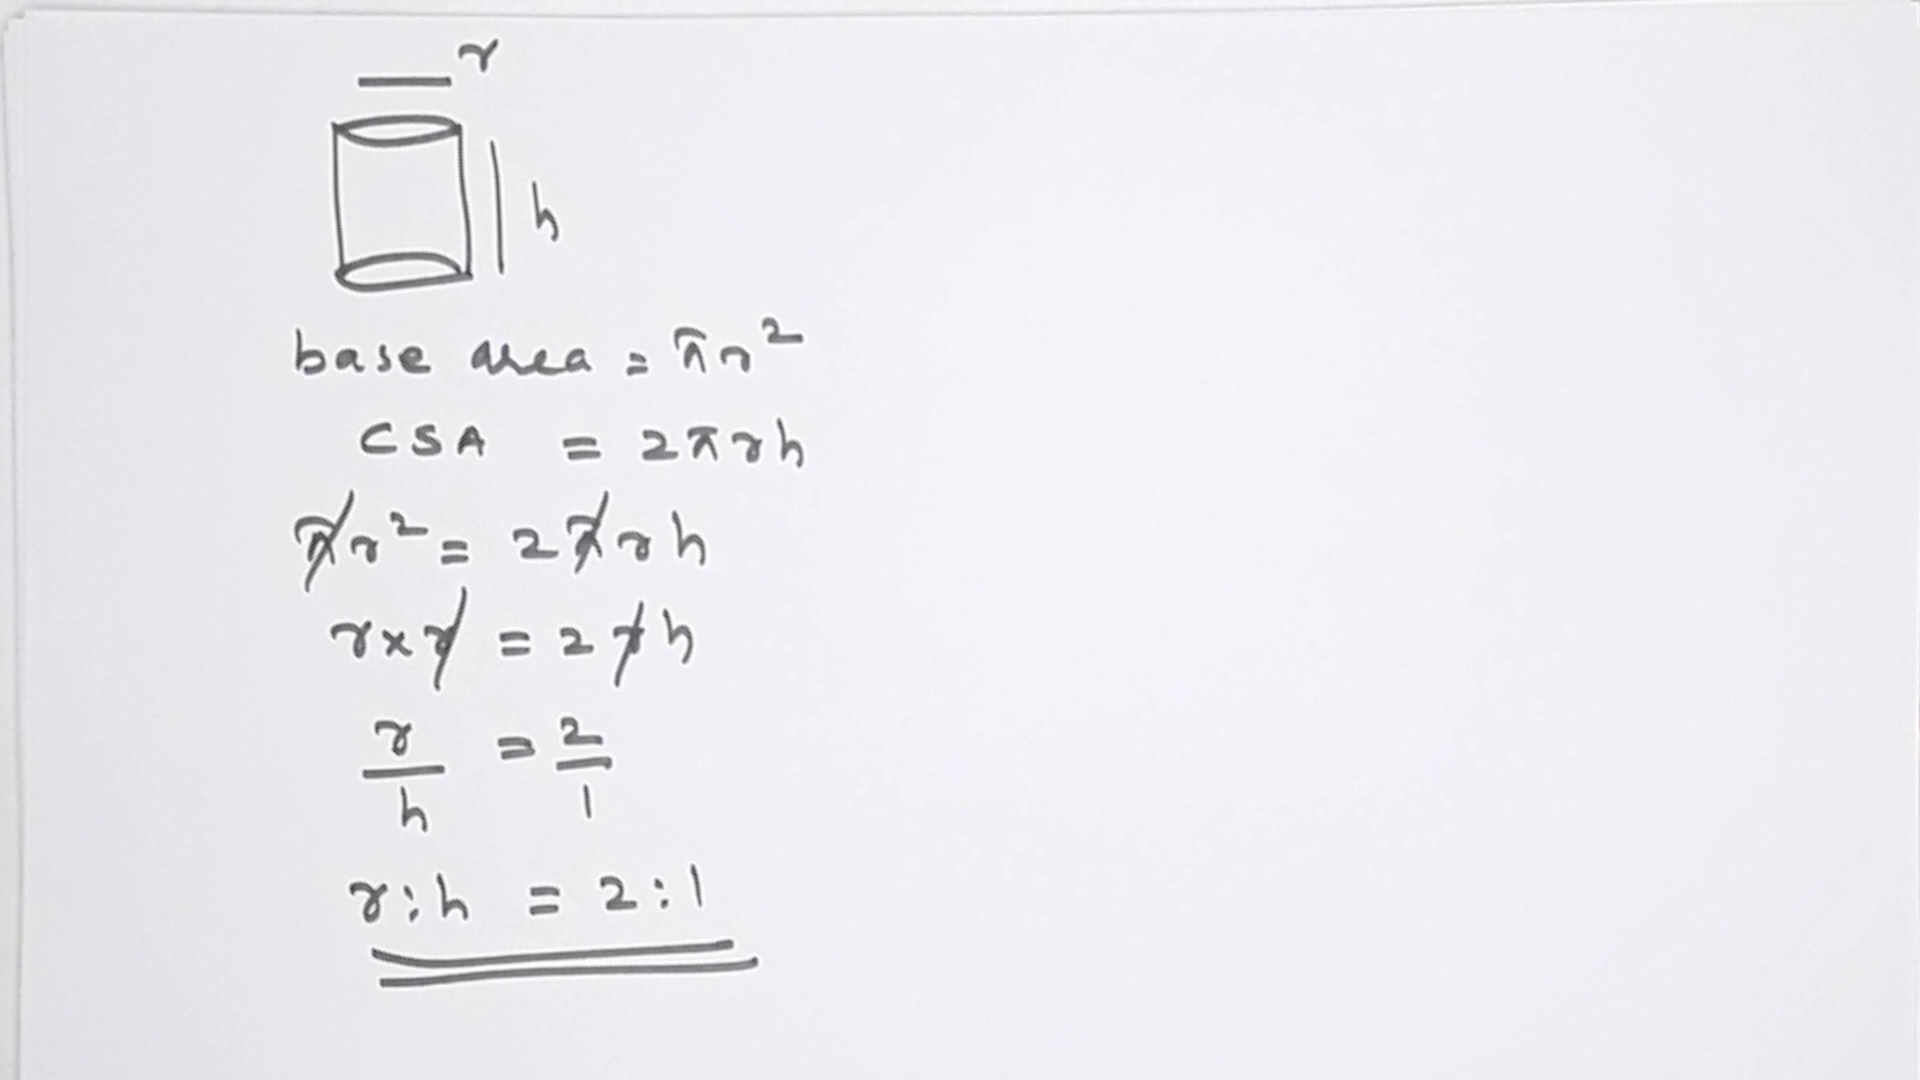 r
h
base area = πr²
CSA = 2πrh
πr² = 2πrh
r×r = 2rh
r/h = 2/1
r:h = 2:1